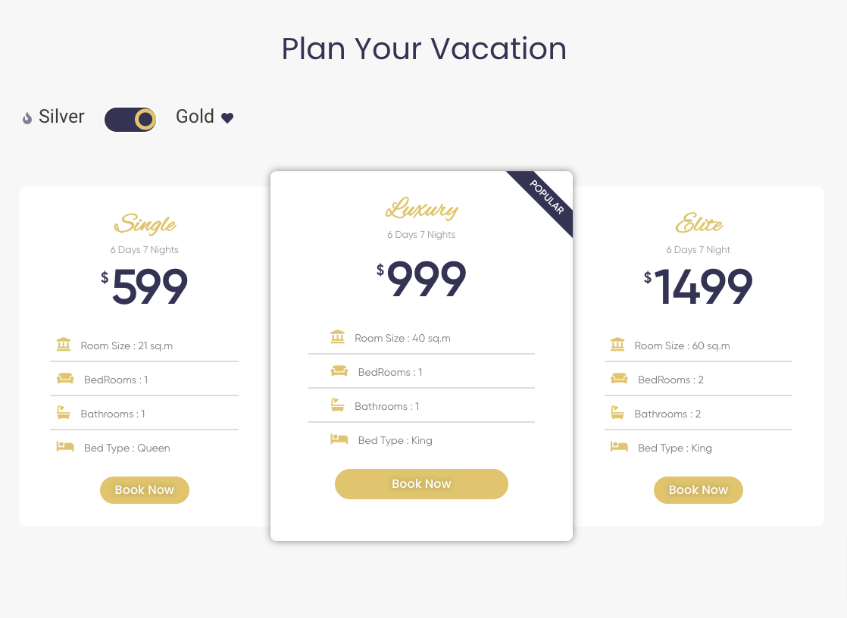 Plan Your Vacation
Silver
Gold
Single
6 Days 7 Nights
$599
Room Size : 21 sq.m
BedRooms : 1
Bathrooms : 1
Bed Type : Queen
Book Now
POPULAR
Luxury
6 Days 7 Nights
$999
Room Size : 40 sq.m
BedRooms : 1
Bathrooms : 1
Bed Type : King
Book Now
Elite
6 Days 7 Night
$1499
Room Size : 60 sq.m
BedRooms : 2
Bathrooms : 2
Bed Type : King
Book Now